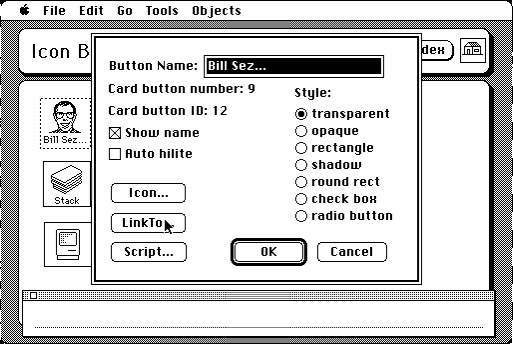 File Edit Go Tools Objects
Icon B
dex
Button Name: Bill Sez...
Card button number: 9
Card button ID: 12
Show name
Auto hilite
Icon...
LinkTo...
Script...
Style:
transparent
opaque
rectangle
shadow
round rect
check box
radio button
OK
Cancel
Bill Sez...
Stack